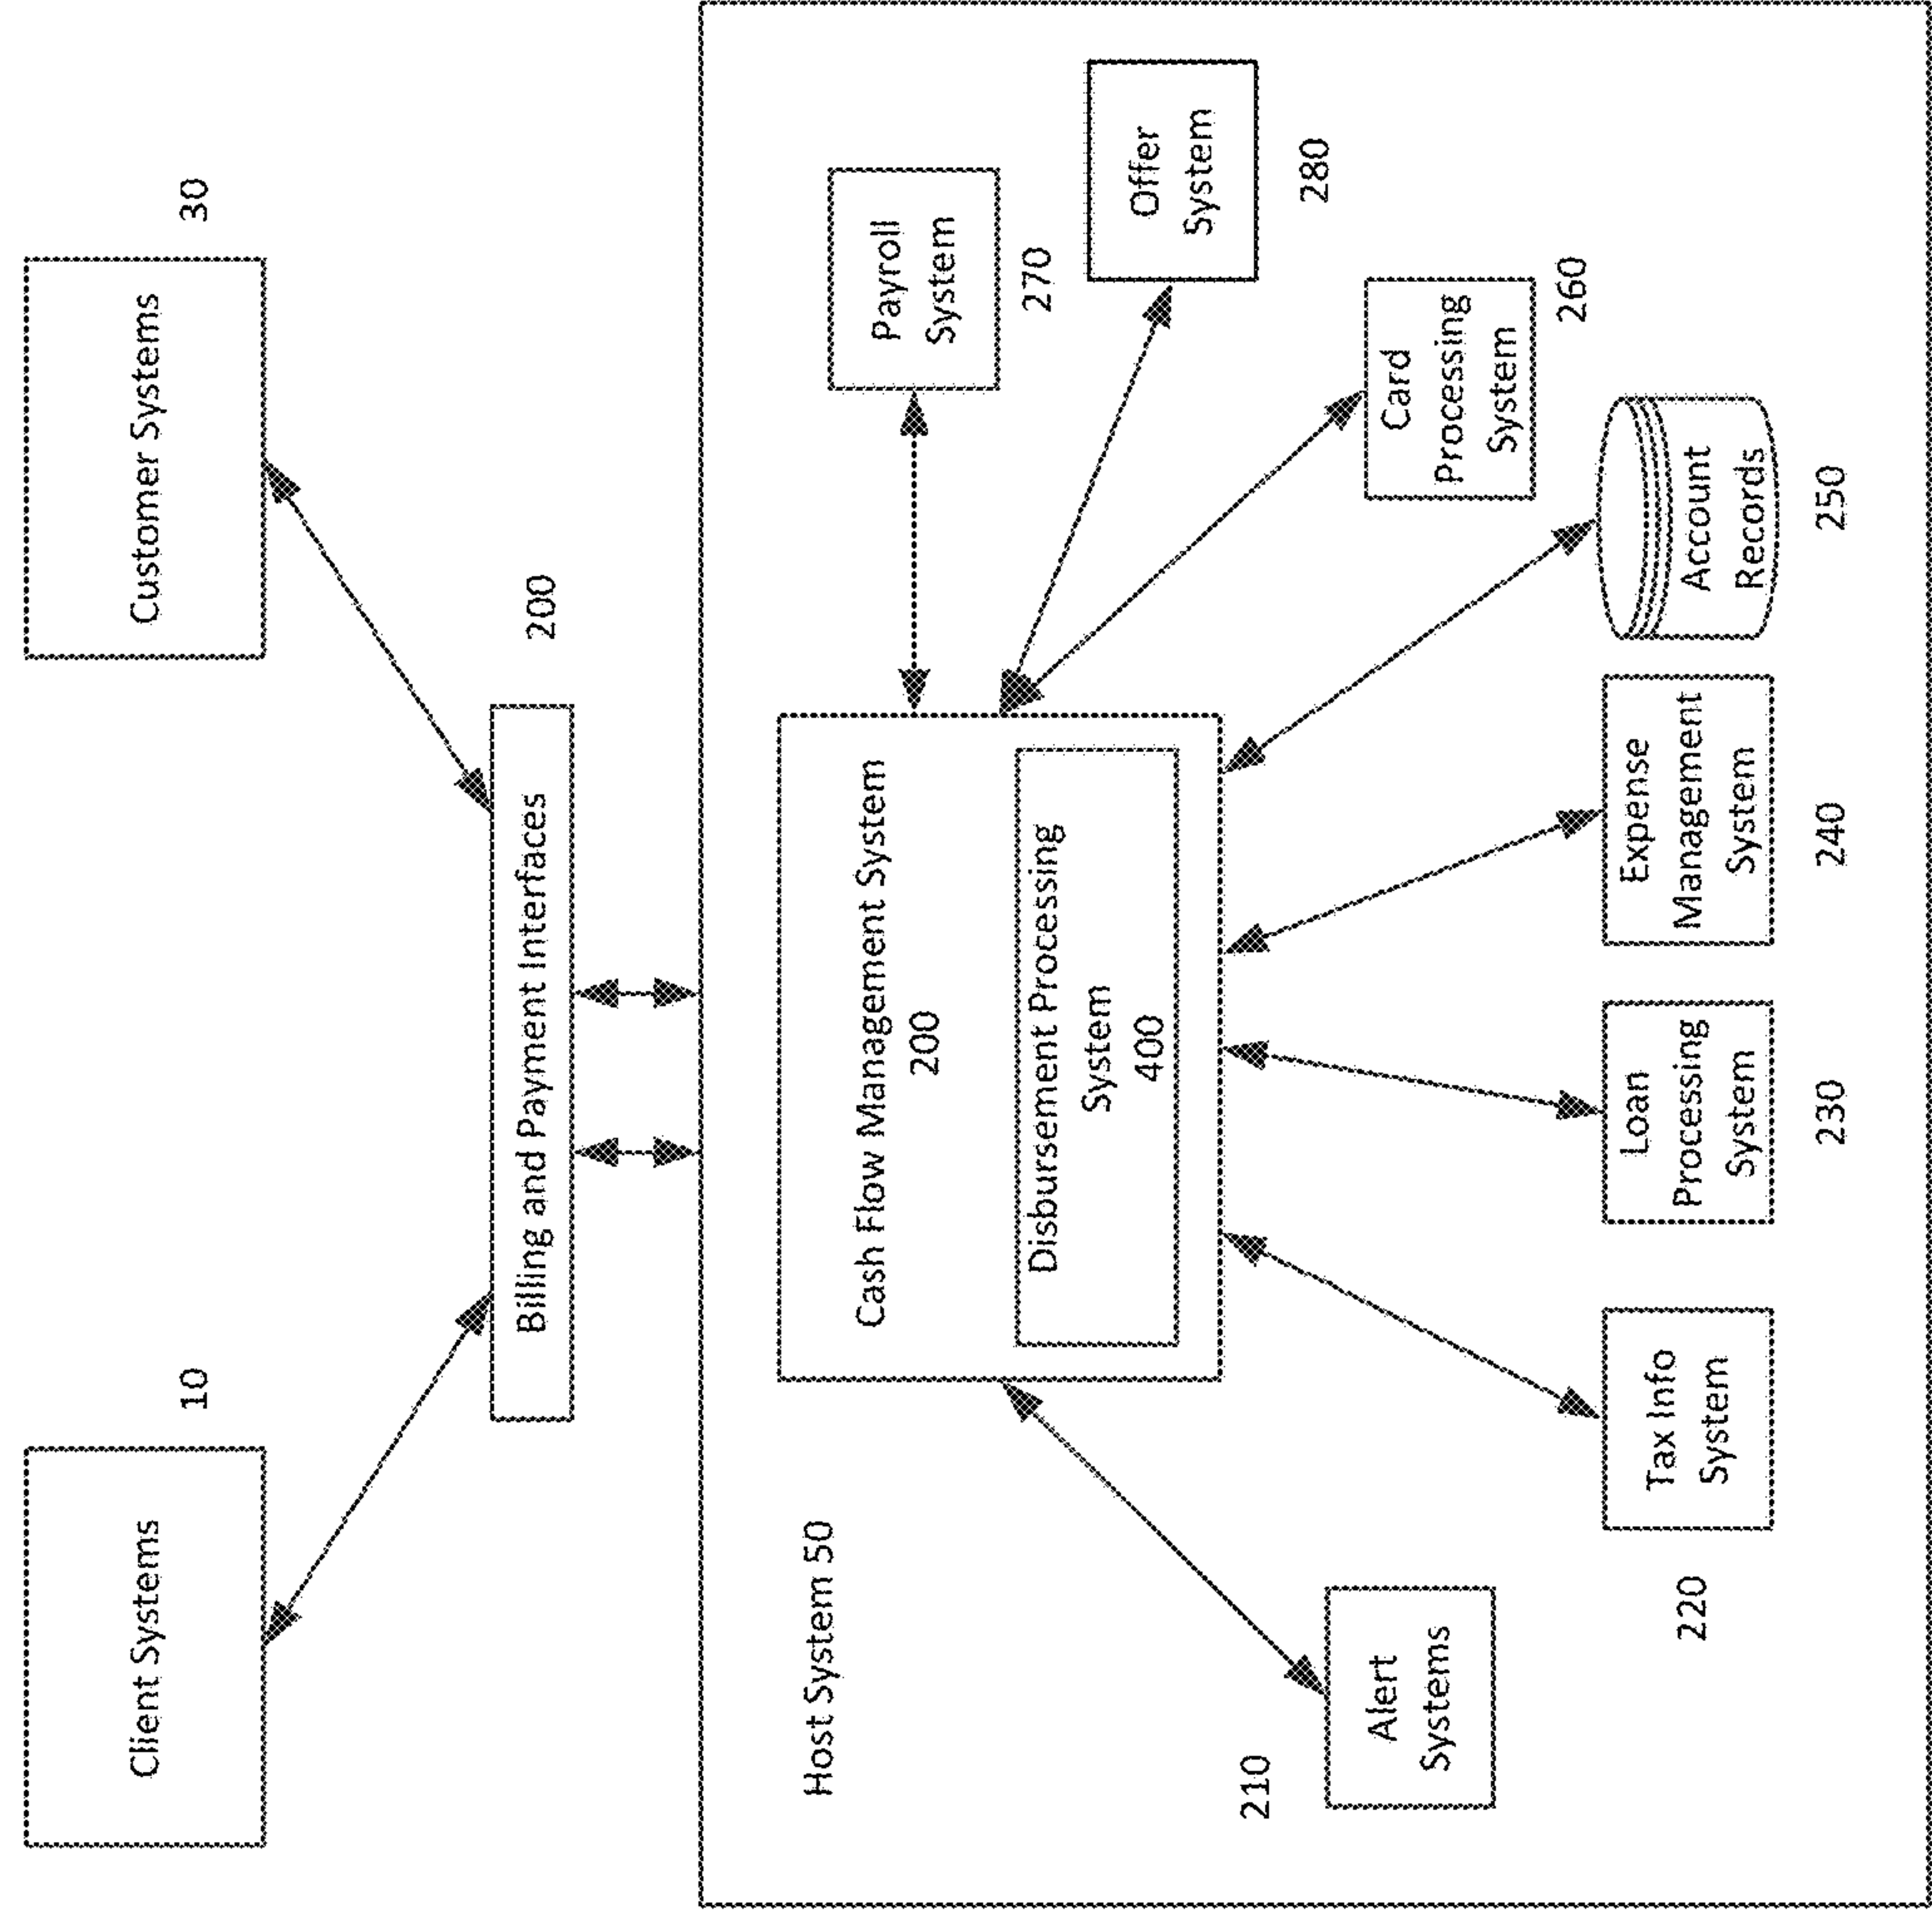 Client Systems
10
Customer Systems
30
Billing and Payment Interfaces
200
Host System 50
Cash Flow Management System
200
Disbursement Processing
System
400
Payroll
System
270
Offer
System
280
Card
Processing
System
260
Account
Records
250
Expense
Management
System
240
Loan
Processing
System
230
Tax Info
System
220
Alert
Systems
210